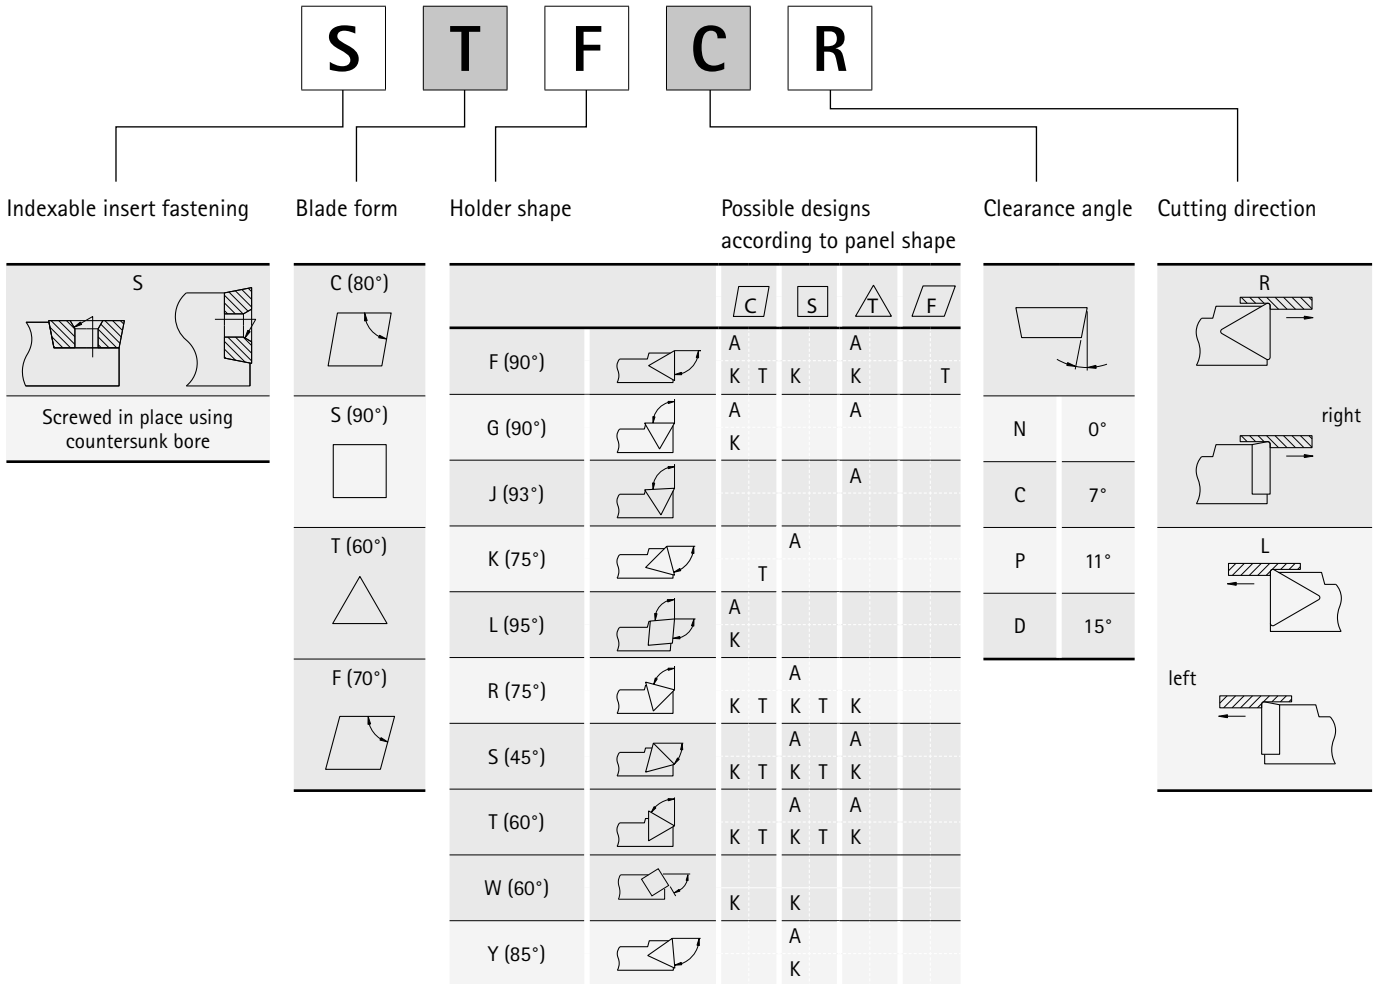 S T F C R
Indexable insert fastening
Blade form
Holder shape
Possible designs
according to panel shape
Clearance angle
Cutting direction
S
Screwed in place using
countersunk bore
C (80°)
S (90°)
T (60°)
F (70°)
C S T F
F (90°) A A
K T K K T
G (90°) A A
K
J (93°) A
K (75°) A
T
L (95°) A
K
R (75°) A
K T K T K
S (45°) A A
K T K T K
T (60°) A A
K T K T K
W (60°)
K K
Y (85°) A
K
N 0°
C 7°
P 11°
D 15°
R
right
L
left